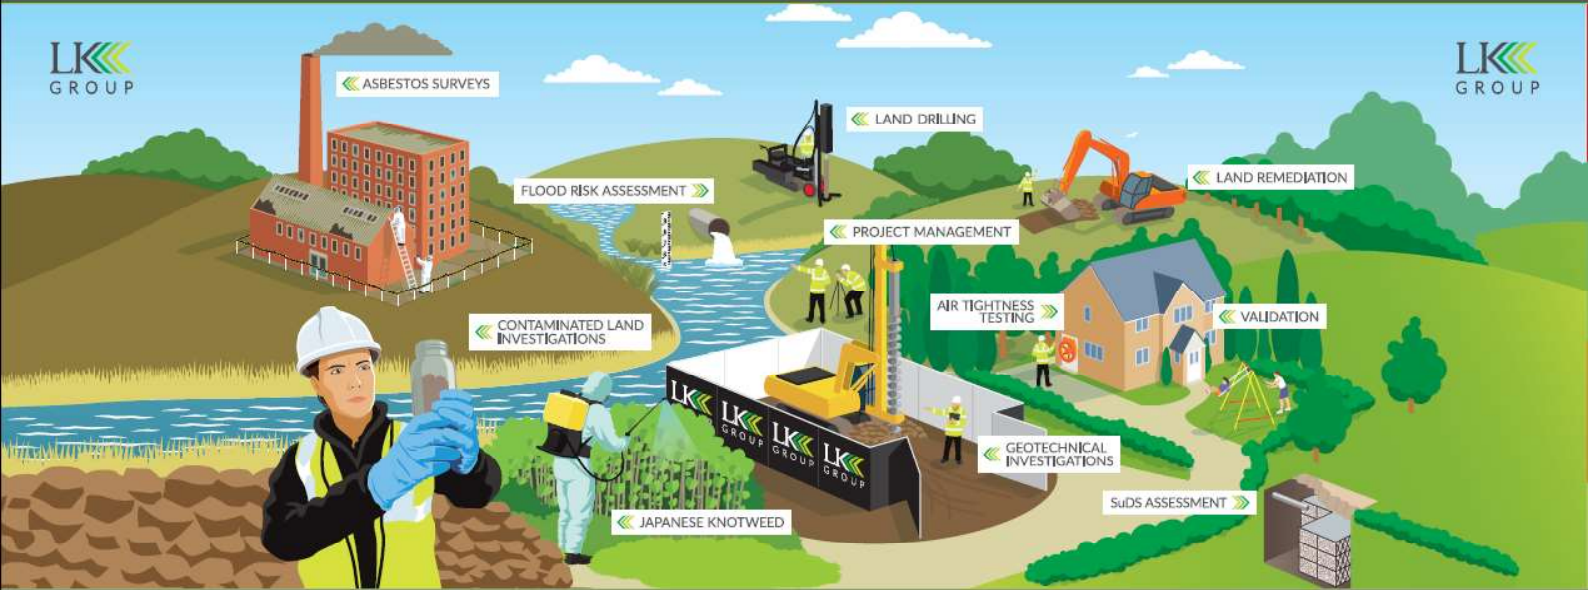 LK
GROUP
LK
GROUP
ASBESTOS SURVEYS
LAND DRILLING
FLOOD RISK ASSESSMENT
LAND REMEDIATION
PROJECT MANAGEMENT
AIR TIGHTNESS
TESTING
VALIDATION
CONTAMINATED LAND
INVESTIGATIONS
LK
LK
GROUP
LK
GROUP
LK
GROUP
GEOTECHNICAL
INVESTIGATIONS
SuDS ASSESSMENT
JAPANESE KNOTWEED